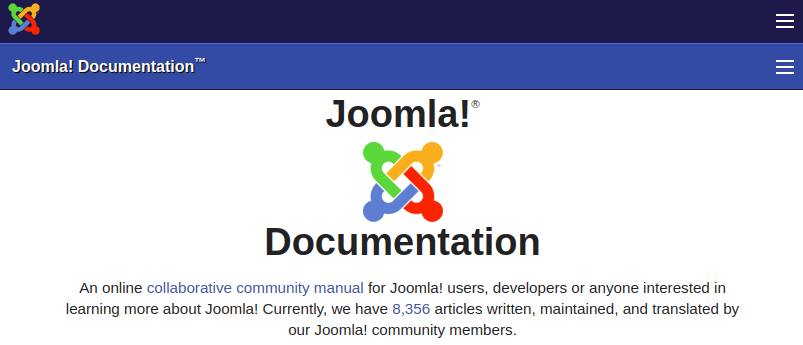 Joomla! Documentation™
Joomla!®
Documentation
An online collaborative community manual for Joomla! users, developers or anyone interested in
learning more about Joomla! Currently, we have 8,356 articles written, maintained, and translated by
our Joomla! community members.